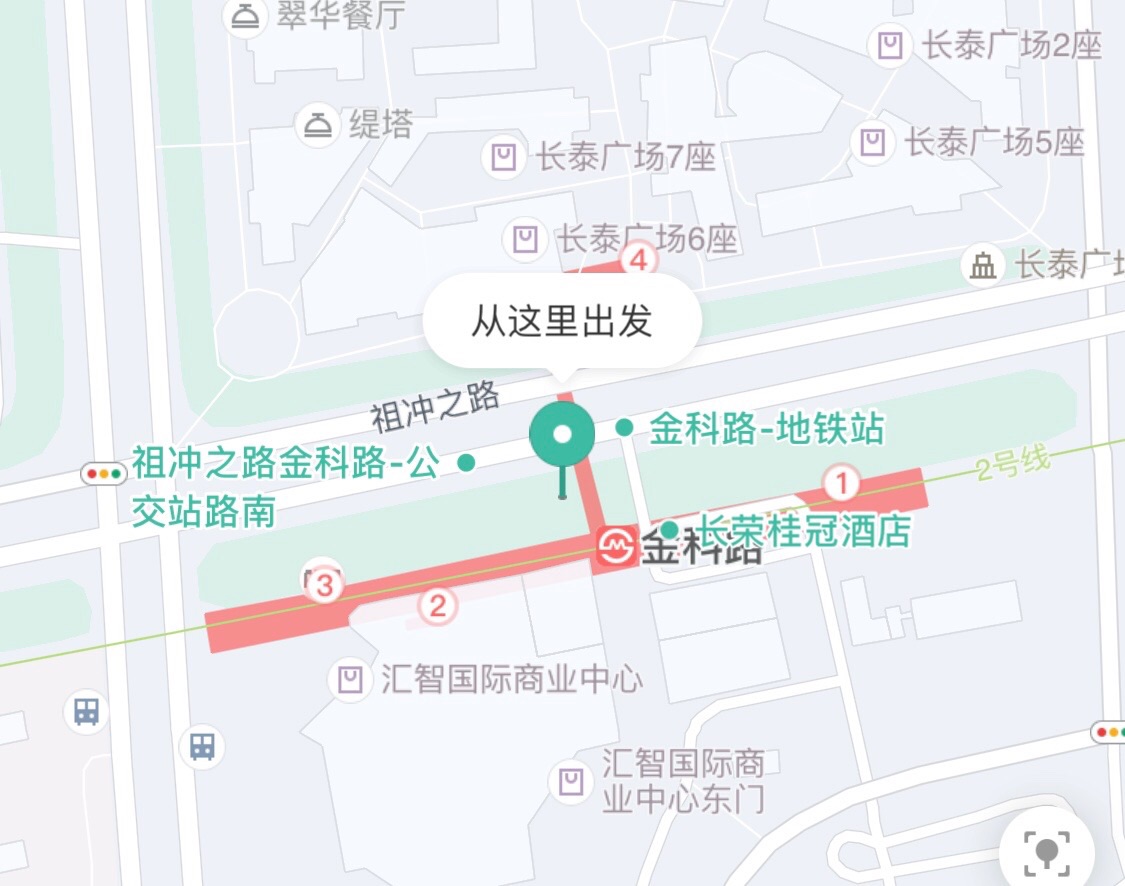 翠华餐厅
长泰广场2座
缇塔
长泰广场7座
长泰广场5座
长泰广场6座
4
长泰广场
从这里出发
祖冲之路
金科路-地铁站
祖冲之路金科路-公
交站路南
2号线
1
长荣桂冠酒店
金科路
3
2
汇智国际商业中心
汇智国际商
业中心东门